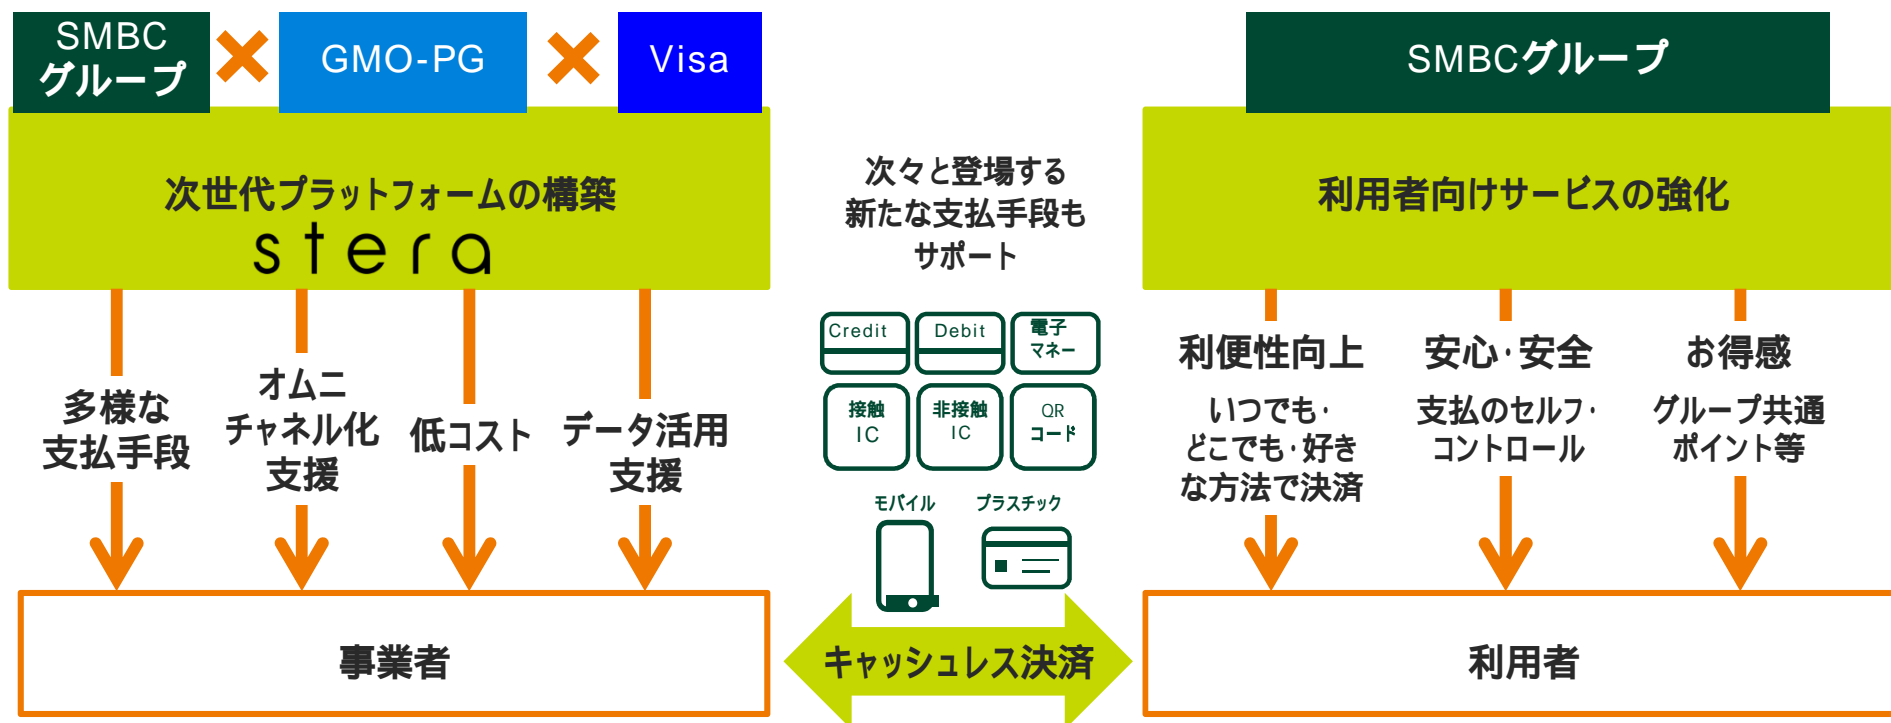 SMBC
グループ
GMO-PG
Visa
次世代プラットフォームの構築
stera
多様な
支払手段
オムニ
チャネル化
支援
低コスト
データ活用
支援
事業者
次々と登場する
新たな支払手段も
サポート
Credit
Debit
電子
マネー
接触
IC
非接触
IC
QR
コード
モバイル
プラスチック
キャッシュレス決済
SMBCグループ
利用者向けサービスの強化
利便性向上
いつでも・
どこでも・好き
な方法で決済
安心・安全
支払のセルフ・
コントロール
お得感
グループ共通
ポイント等
利用者